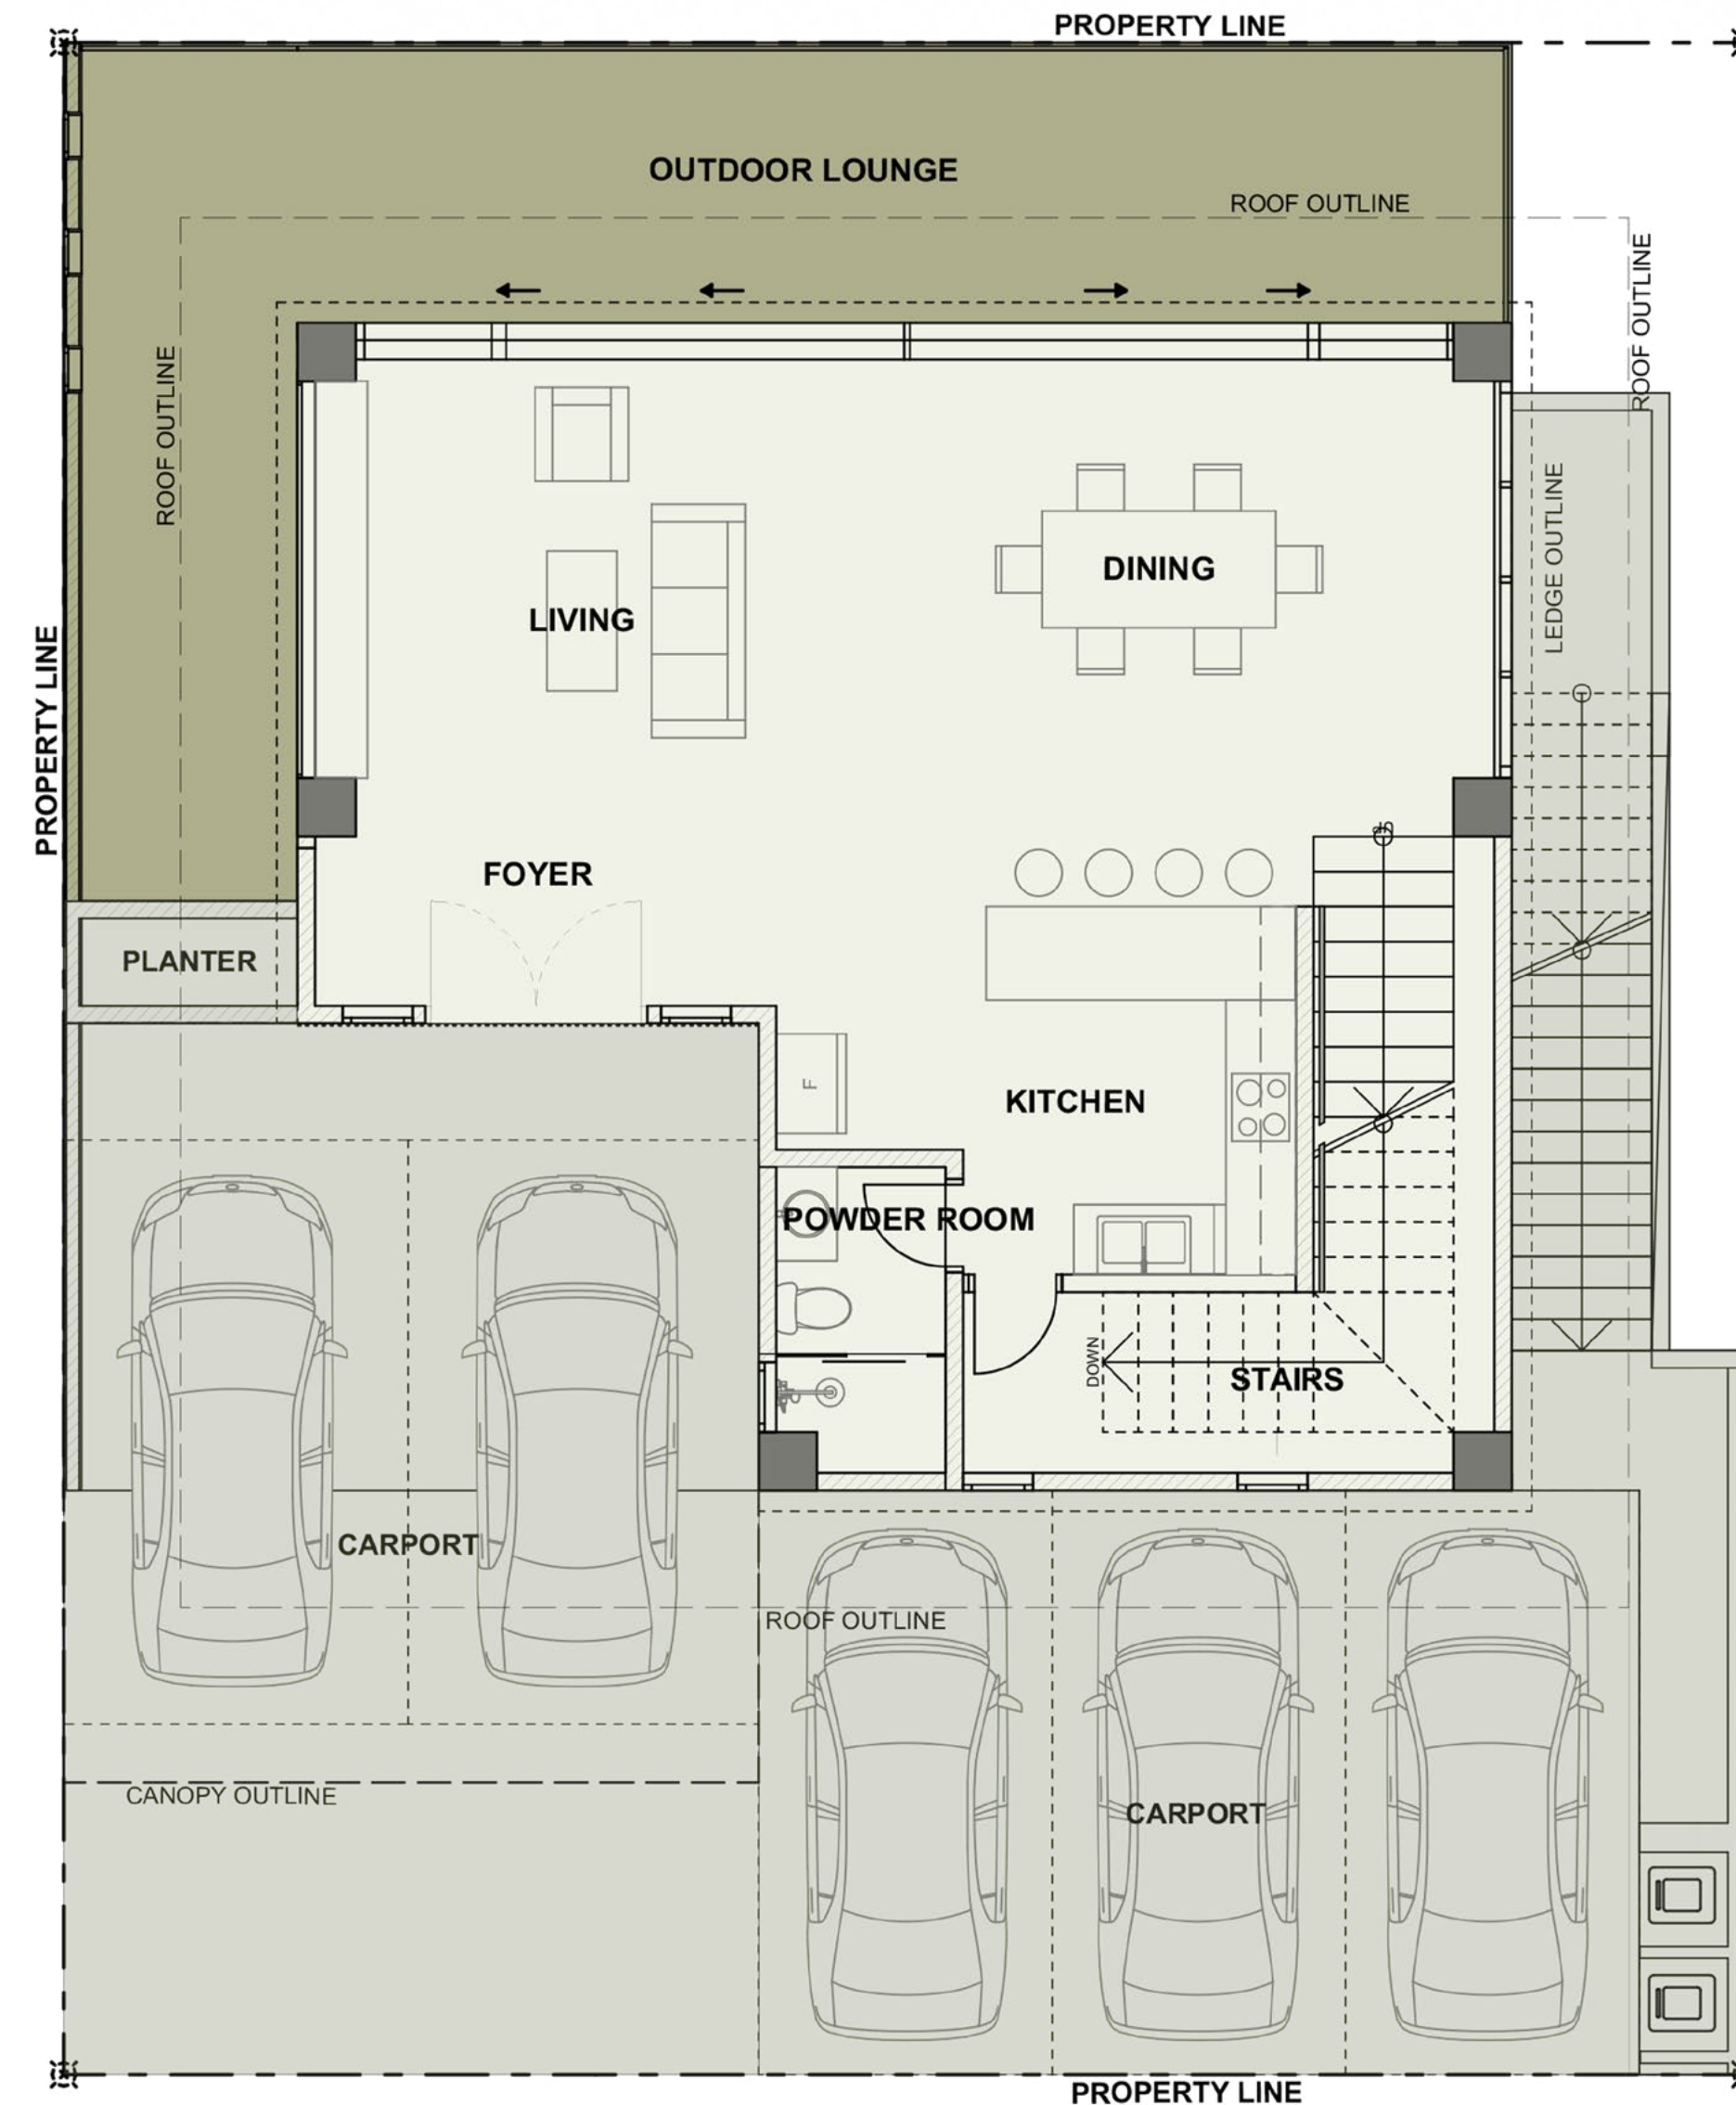 PROPERTY LINE
OUTDOOR LOUNGE
ROOF OUTLINE
ROOF OUTLINE
ROOF OUTLINE
LEDGE OUTLINE
DINING
LIVING
PROPERTY LINE
FOYER
PLANTER
F
KITCHEN
POWDER ROOM
DOWN
STAIRS
CARPORT
ROOF OUTLINE
CANOPY OUTLINE
CARPORT
PROPERTY LINE